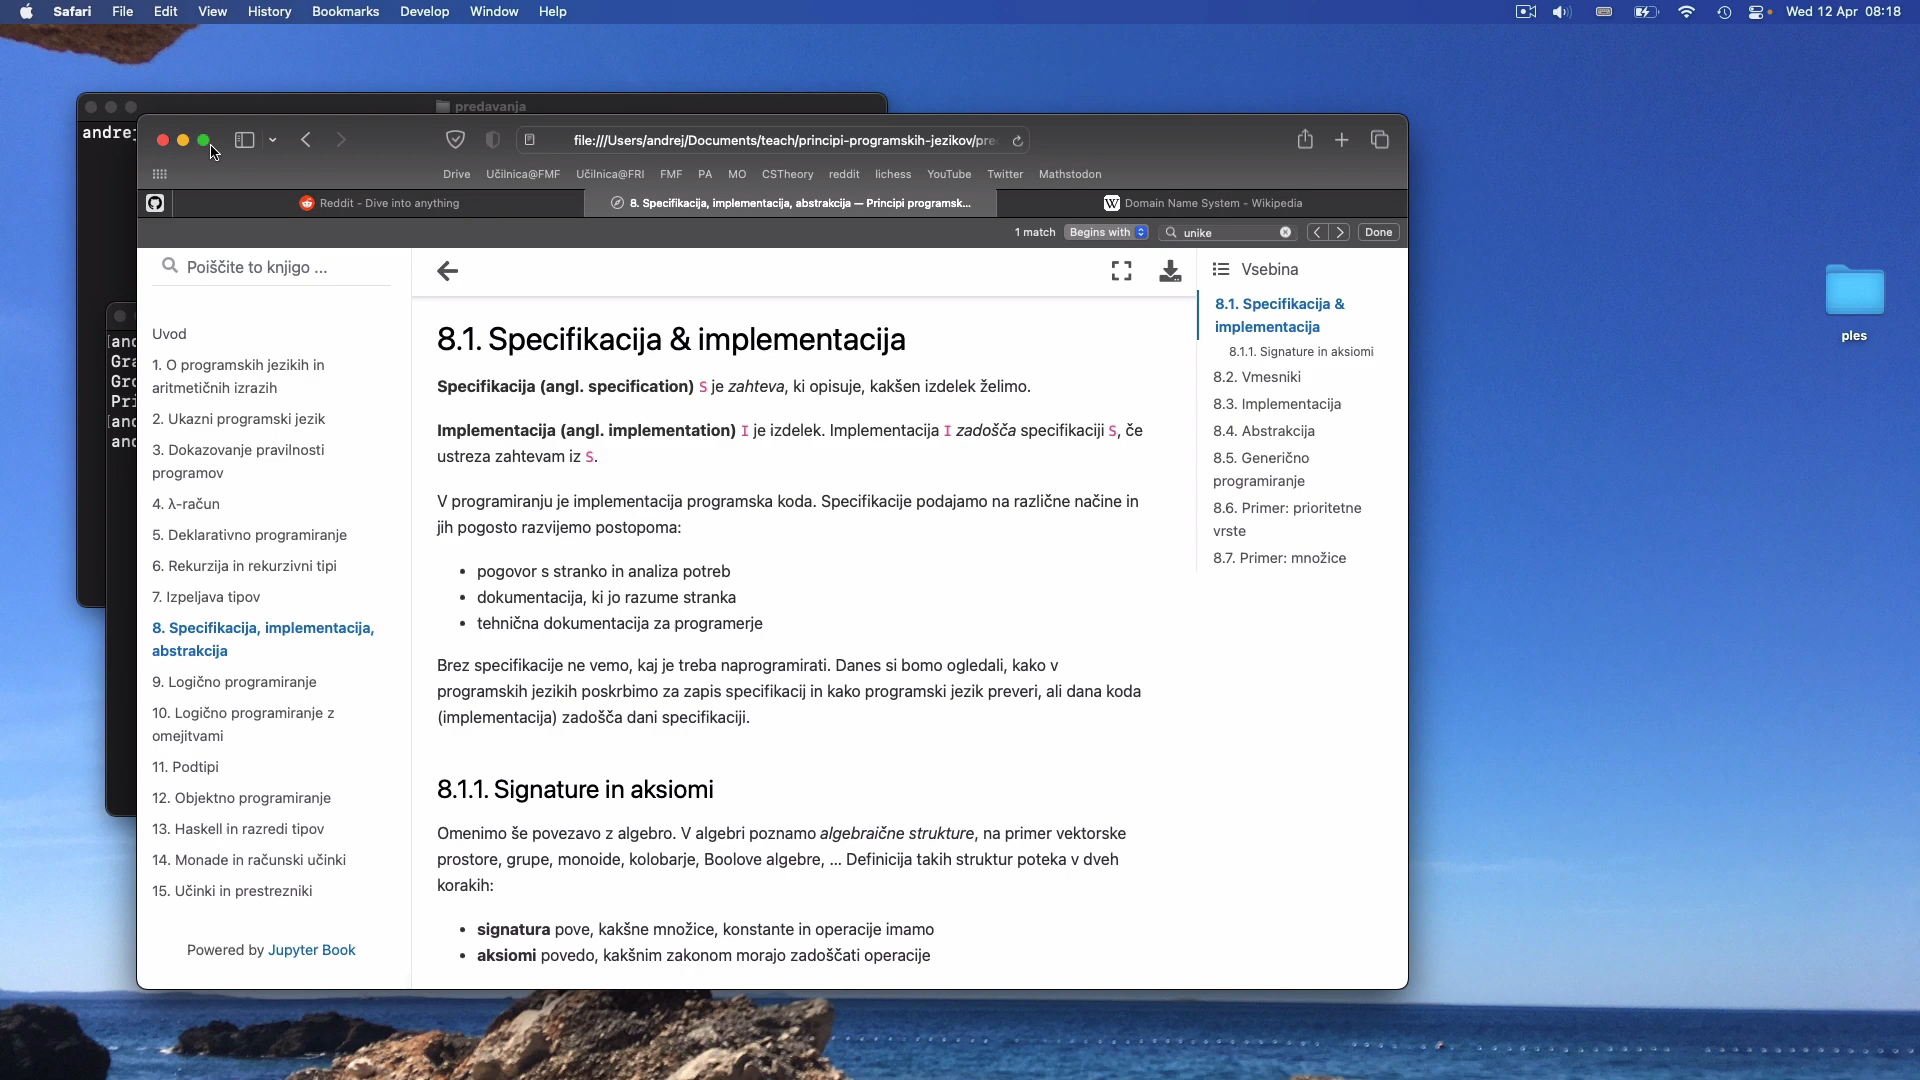 Safari File Edit View History Bookmarks Develop Window Help
Wed 12 Apr 08:18
predavanja
andrej
file:///Users/andrej/Documents/teach/principi-programskih-jezikov/pre
Drive Učilnica@FMF Učilnica@FRI FMF PA MO CSTheory reddit lichess YouTube Twitter Mathstodon
Reddit - Dive into anything
8. Specifikacija, implementacija, abstrakcija — Principi programsk...
Domain Name System - Wikipedia
1 match Begins with unike Done
Poiščite to knjigo ...
Uvod
1. O programskih jezikih in
aritmetičnih izrazih
2. Ukazni programski jezik
3. Dokazovanje pravilnosti
programov
4. λ-račun
5. Deklarativno programiranje
6. Rekurzija in rekurzivni tipi
7. Izpeljava tipov
8. Specifikacija, implementacija,
abstrakcija
9. Logično programiranje
10. Logično programiranje z
omejitvami
11. Podtipi
12. Objektno programiranje
13. Haskell in razredi tipov
14. Monade in računski učinki
15. Učinki in prestrezniki
Powered by Jupyter Book
8.1. Specifikacija & implementacija
Specifikacija (angl. specification) S je zahteva, ki opisuje, kakšen izdelek želimo.
Implementacija (angl. implementation) I je izdelek. Implementacija I zadošča specifikaciji S, če
ustreza zahtevam iz S.
V programiranju je implementacija programska koda. Specifikacije podajamo na različne načine in
jih pogosto razvijemo postopoma:
• pogovor s stranko in analiza potreb
• dokumentacija, ki jo razume stranka
• tehnična dokumentacija za programerje
Brez specifikacije ne vemo, kaj je treba naprogramirati. Danes si bomo ogledali, kako v
programskih jezikih poskrbimo za zapis specifikacij in kako programski jezik preveri, ali dana koda
(implementacija) zadošča dani specifikaciji.
8.1.1. Signature in aksiomi
Omenimo še povezavo z algebro. V algebri poznamo algebraične strukture, na primer vektorske
prostore, grupe, monoide, kolobarje, Boolove algebre, ... Definicija takih struktur poteka v dveh
korakih:
• signatura pove, kakšne množice, konstante in operacije imamo
• aksiomi povedo, kakšnim zakonom morajo zadoščati operacije
Vsebina
8.1. Specifikacija &
implementacija
8.1.1. Signature in aksiomi
8.2. Vmesniki
8.3. Implementacija
8.4. Abstrakcija
8.5. Generično
programiranje
8.6. Primer: prioritetne
vrste
8.7. Primer: množice
ples